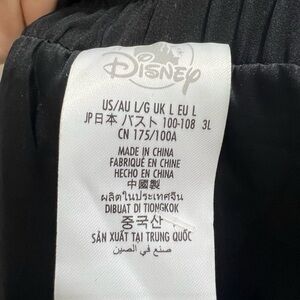 Disney
US/AU L/G UK L EU L
JP日本 バスト 100-108 3L
CN 175/100A
MADE IN CHINA
FABRIQUÉ EN CHINE
HECHO EN CHINA
中國製
ผลิตในประเทศจีน
DIBUAT DI TIONGKOK
중국산
SẢN XUẤT TẠI TRUNG QUỐC
صنع في الصين